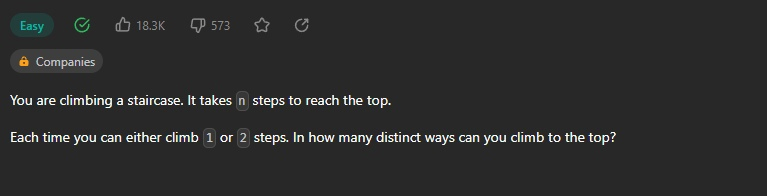 Easy 18.3K 573
Companies
You are climbing a staircase. It takes n steps to reach the top.
Each time you can either climb 1 or 2 steps. In how many distinct ways can you climb to the top?